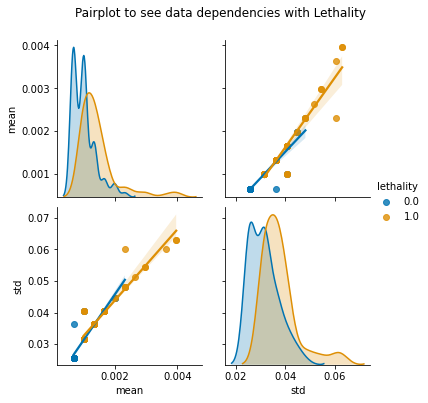 Pairplot to see data dependencies with Lethality
0.004
0.003
0.002
0.001
mean
lethality
0.0
1.0
0.07
0.06
0.05
0.04
0.03
std
0.002
0.004
mean
0.02
0.04
0.06
std